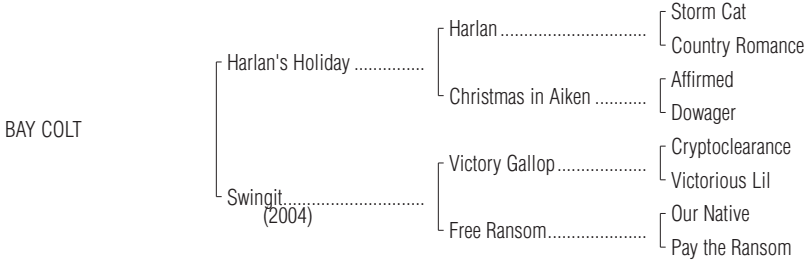 Storm Cat
Harlan ..............................
Country Romance
Harlan's Holiday ...............
Affirmed
Christmas in Aiken ...........
Dowager
BAY COLT
Cryptoclearance
Victory Gallop ...................
Victorious Lil
Swingit..............................
(2004)
Our Native
Free Ransom.....................
Pay the Ransom